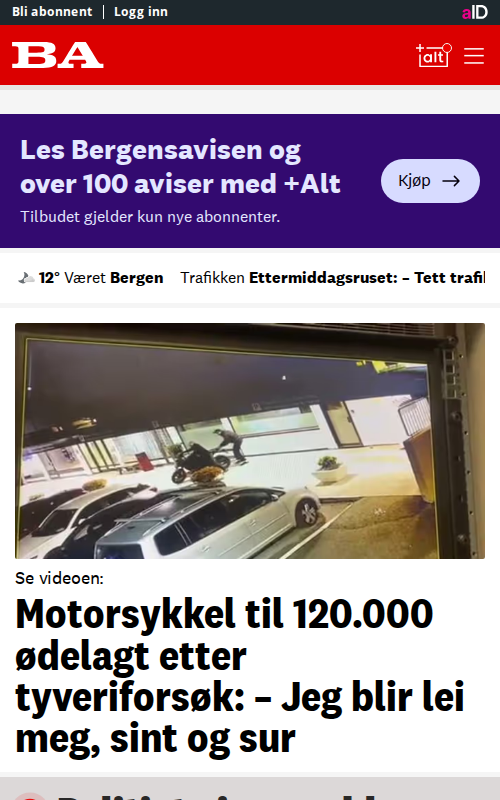 Bli abonnent | Logg inn
aID
BA
+alt
Les Bergensavisen og
over 100 aviser med +Alt
Kjøp →
Tilbudet gjelder kun nye abonnenter.
12° Været Bergen Trafikken Ettermiddagsruset: – Tett trafi
Se videoen:
Motorsykkel til 120.000
ødelagt etter
tyveriforsøk: – Jeg blir lei
meg, sint og sur